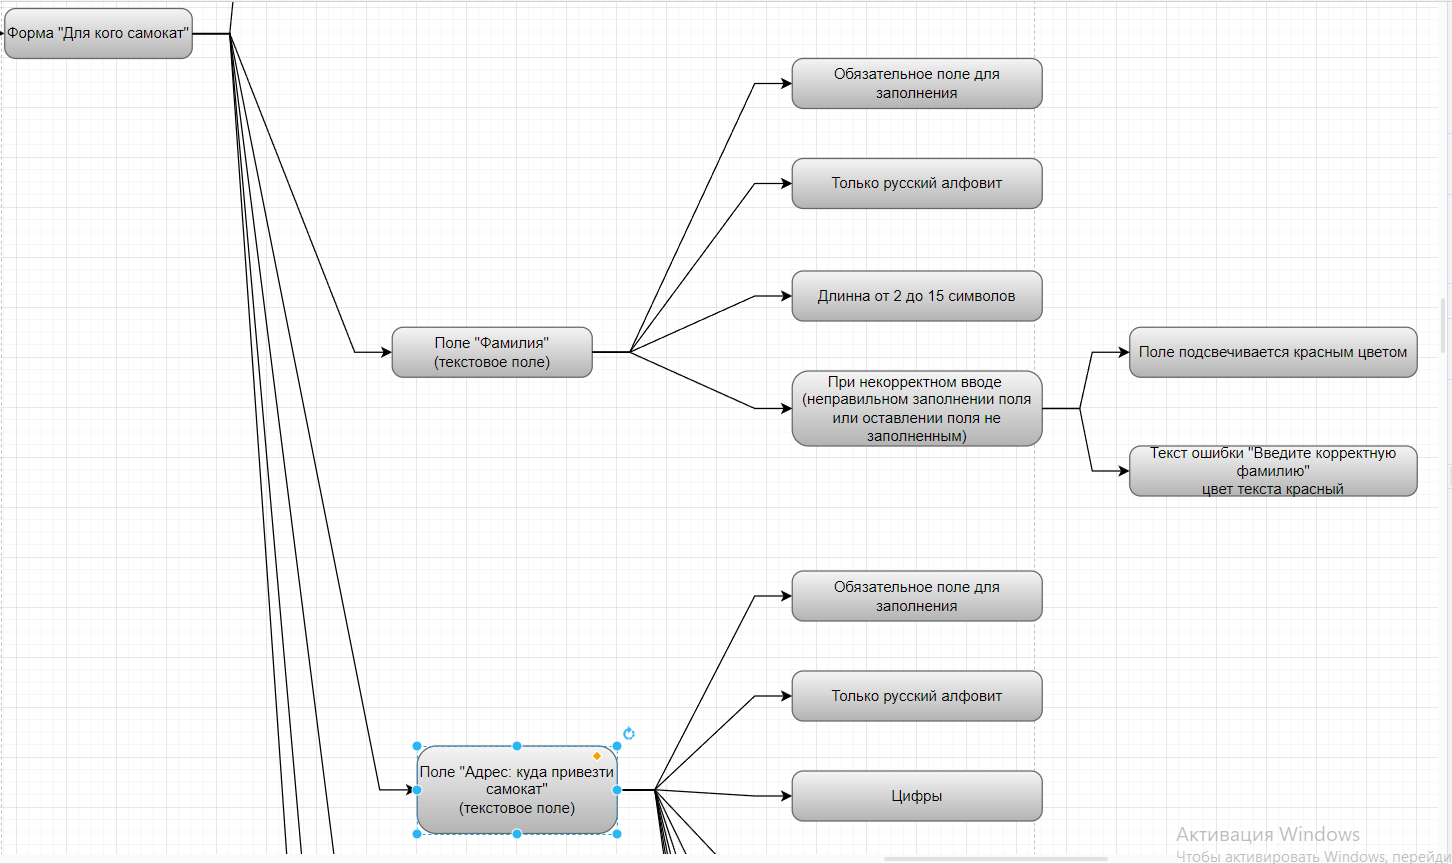 Форма "Для кого самокат"
Обязательное поле для
заполнения
Только русский алфовит
Длинна от 2 до 15 символов
Поле "Фамилия"
(текстовое поле)
При некорректном вводе
(неправильном заполнении поля
или оставлении поля не
заполненным)
Поле подсвечивается красным цветом
Текст ошибки "Введите корректную
фамилию"
цвет текста красный
Обязательное поле для
заполнения
Только русский алфовит
Поле "Адрес: куда привезти
самокат"
(текстовое поле)
Цифры
Активация Windows
Чтобы активировать Windows, перейди